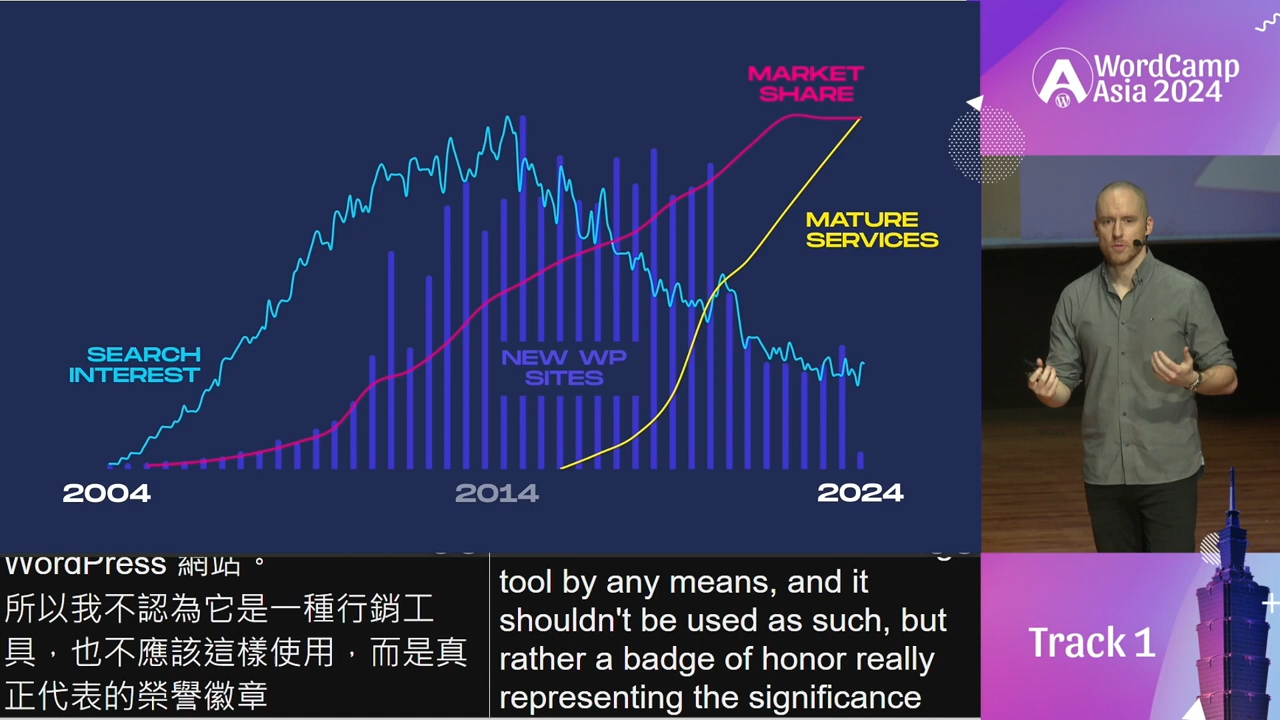 MARKET
SHARE
MATURE
SERVICES
SEARCH
INTEREST
NEW WP
SITES
2004
2014
2024
WordCamp
Asia 2024
WordPress 網站。
所以我不認為它是一種行銷工
具，也不應該這樣使用，而是真
正代表的榮譽徽章
tool by any means, and it
shouldn't be used as such, but
rather a badge of honor really
representing the significance
Track 1